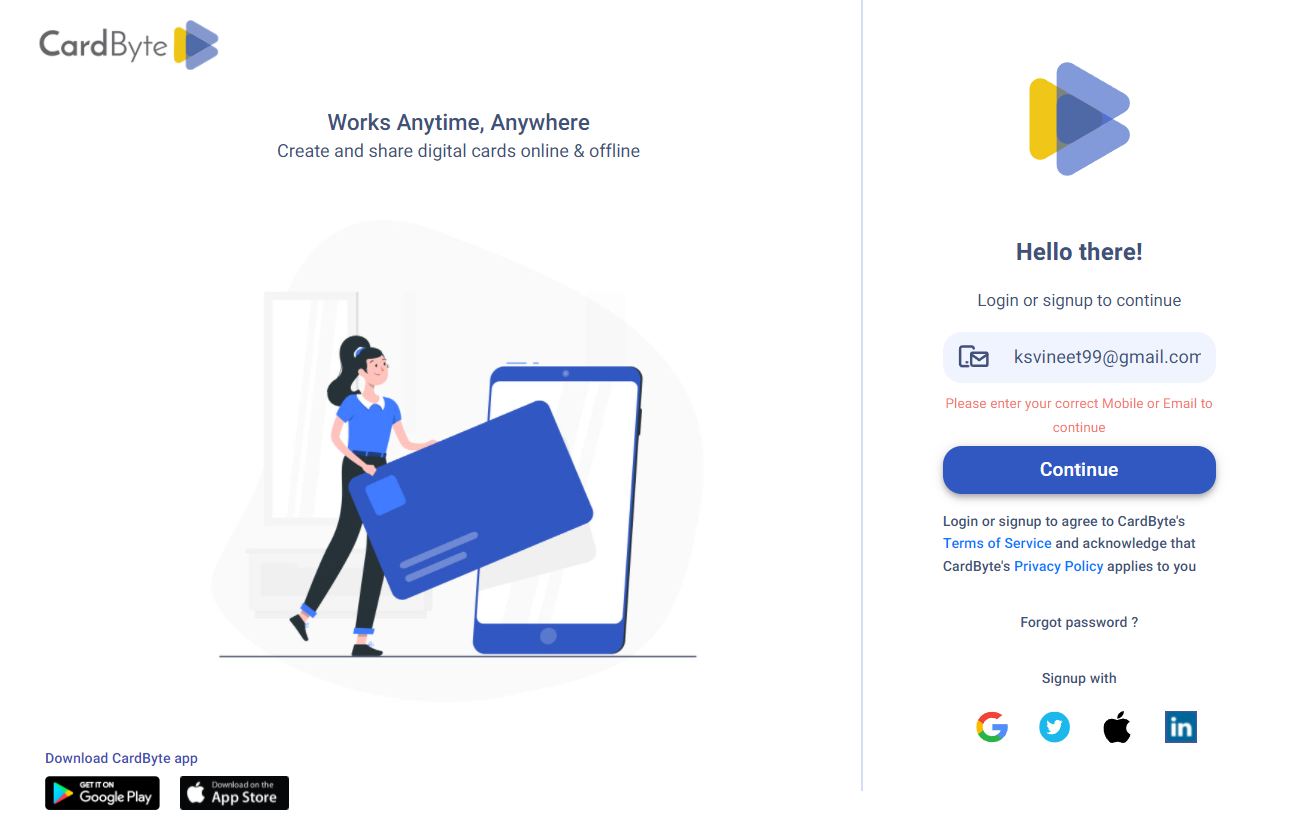 CardByte
Works Anytime, Anywhere
Create and share digital cards online & offline
Download CardByte app
GET IT ON
Google Play
Download on the
App Store
Hello there!
Login or signup to continue
ksvineet99@gmail.com
Please enter your correct Mobile or Email to
continue
Continue
Login or signup to agree to CardByte's
Terms of Service and acknowledge that
CardByte's Privacy Policy applies to you
Forgot password ?
Signup with
in